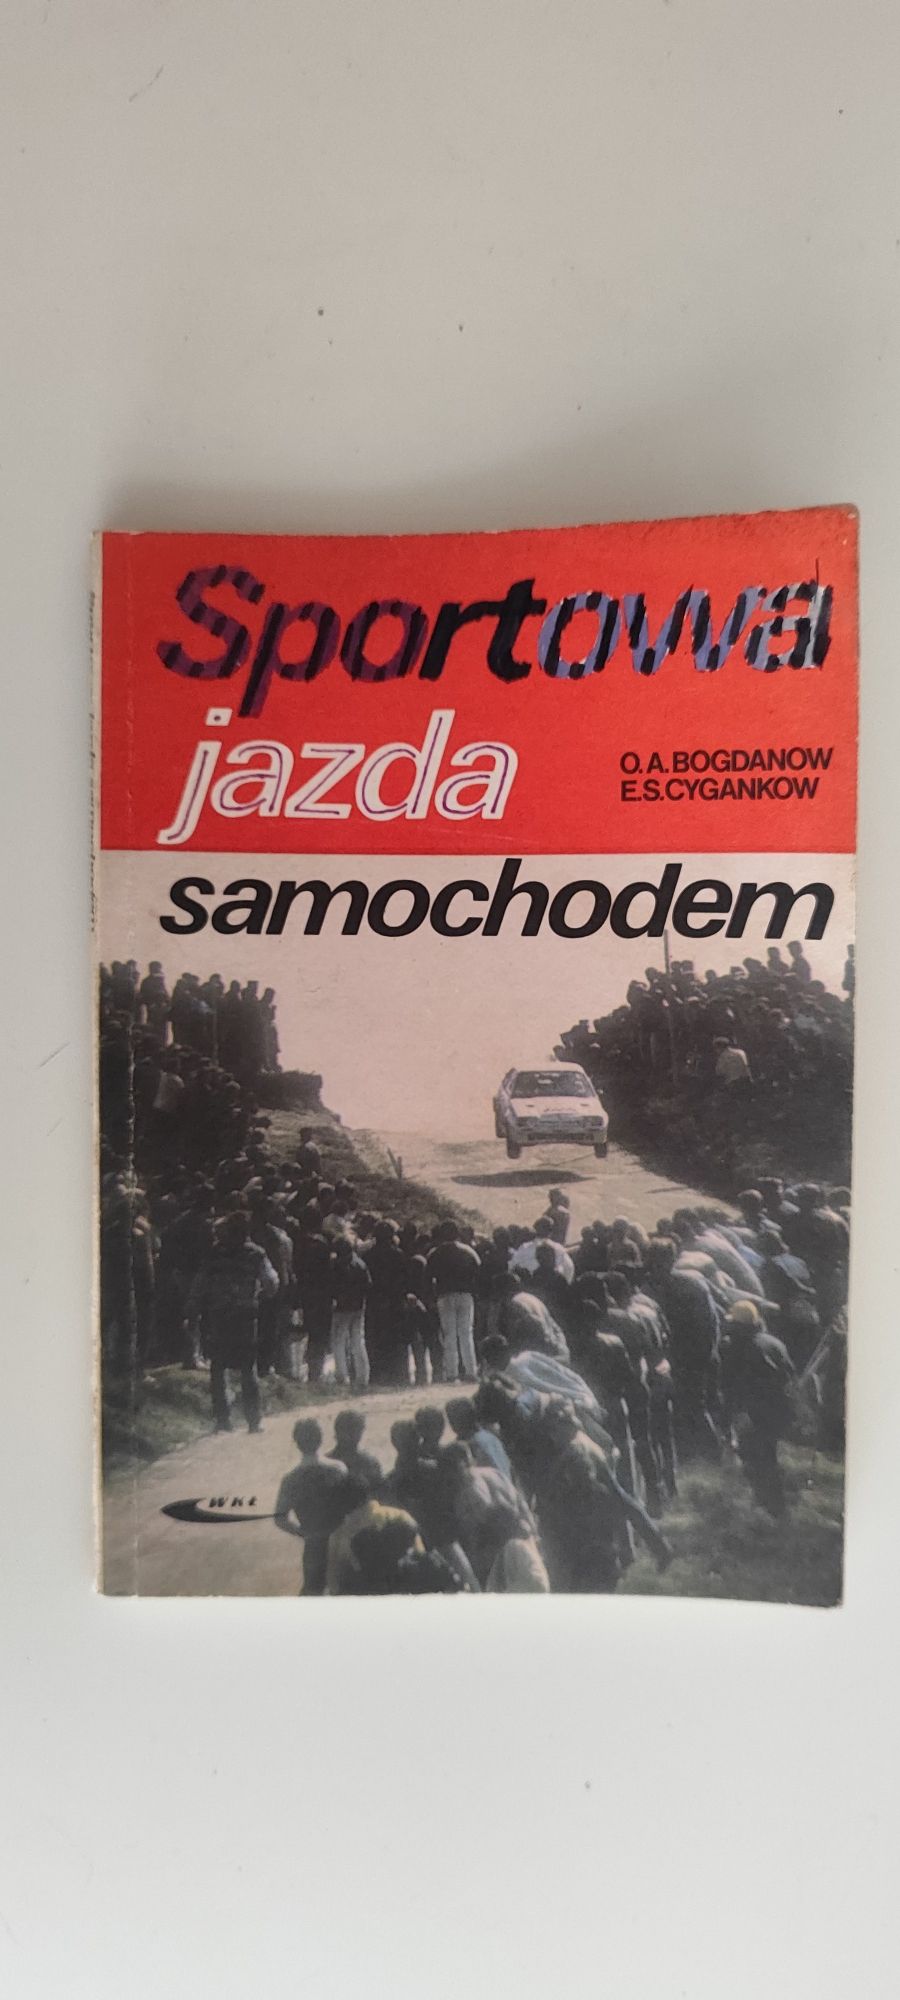 Sportowa
jazda
O.A.BOGDANOW
E.S.CYGANKOW
samochodem
WKŁ